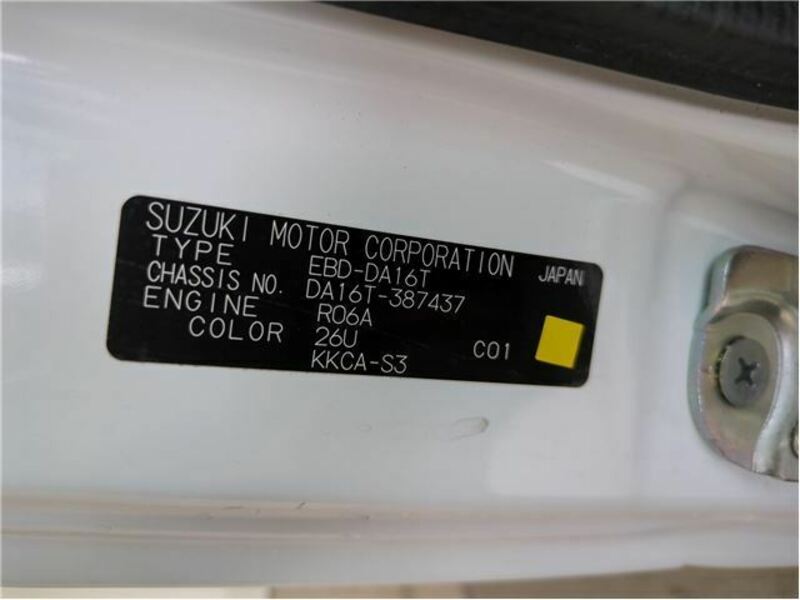 SUZUKI MOTOR CORPORATION JAPAN
TYPE EBD-DA16T
CHASSIS NO. DA16T-387437
ENGINE R06A
COLOR 26U
KKCA-S3 C01